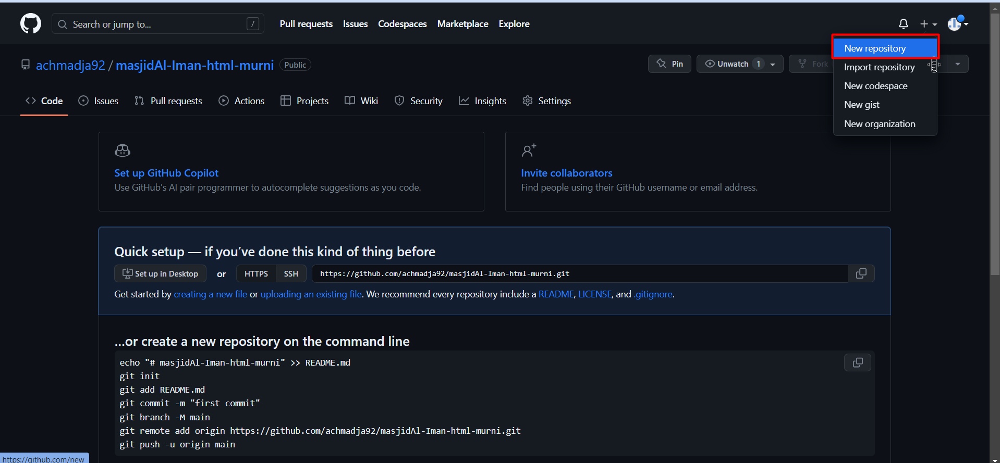 Search or jump to... /
Pull requests Issues Codespaces Marketplace Explore
New repository
Import repository
New codespace
New gist
New organization
achmadja92 / masjidAl-Iman-html-murni Public
Pin Unwatch 1 Fork
Code Issues Pull requests Actions Projects Wiki Security Insights Settings
Set up GitHub Copilot
Use GitHub's AI pair programmer to autocomplete suggestions as you code.
Invite collaborators
Find people using their GitHub username or email address.
Quick setup — if you’ve done this kind of thing before
Set up in Desktop or HTTPS SSH https://github.com/achmadja92/masjidAl-Iman-html-murni.git
Get started by creating a new file or uploading an existing file. We recommend every repository include a README, LICENSE, and .gitignore.
…or create a new repository on the command line
echo "# masjidAl-Iman-html-murni" >> README.md
git init
git add README.md
git commit -m "first commit"
git branch -M main
git remote add origin https://github.com/achmadja92/masjidAl-Iman-html-murni.git
git push -u origin main
https://github.com/new